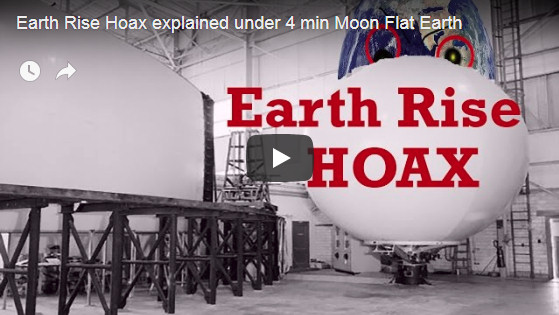 Earth Rise Hoax explained under 4 min Moon Flat Earth
Earth Rise
HOAX